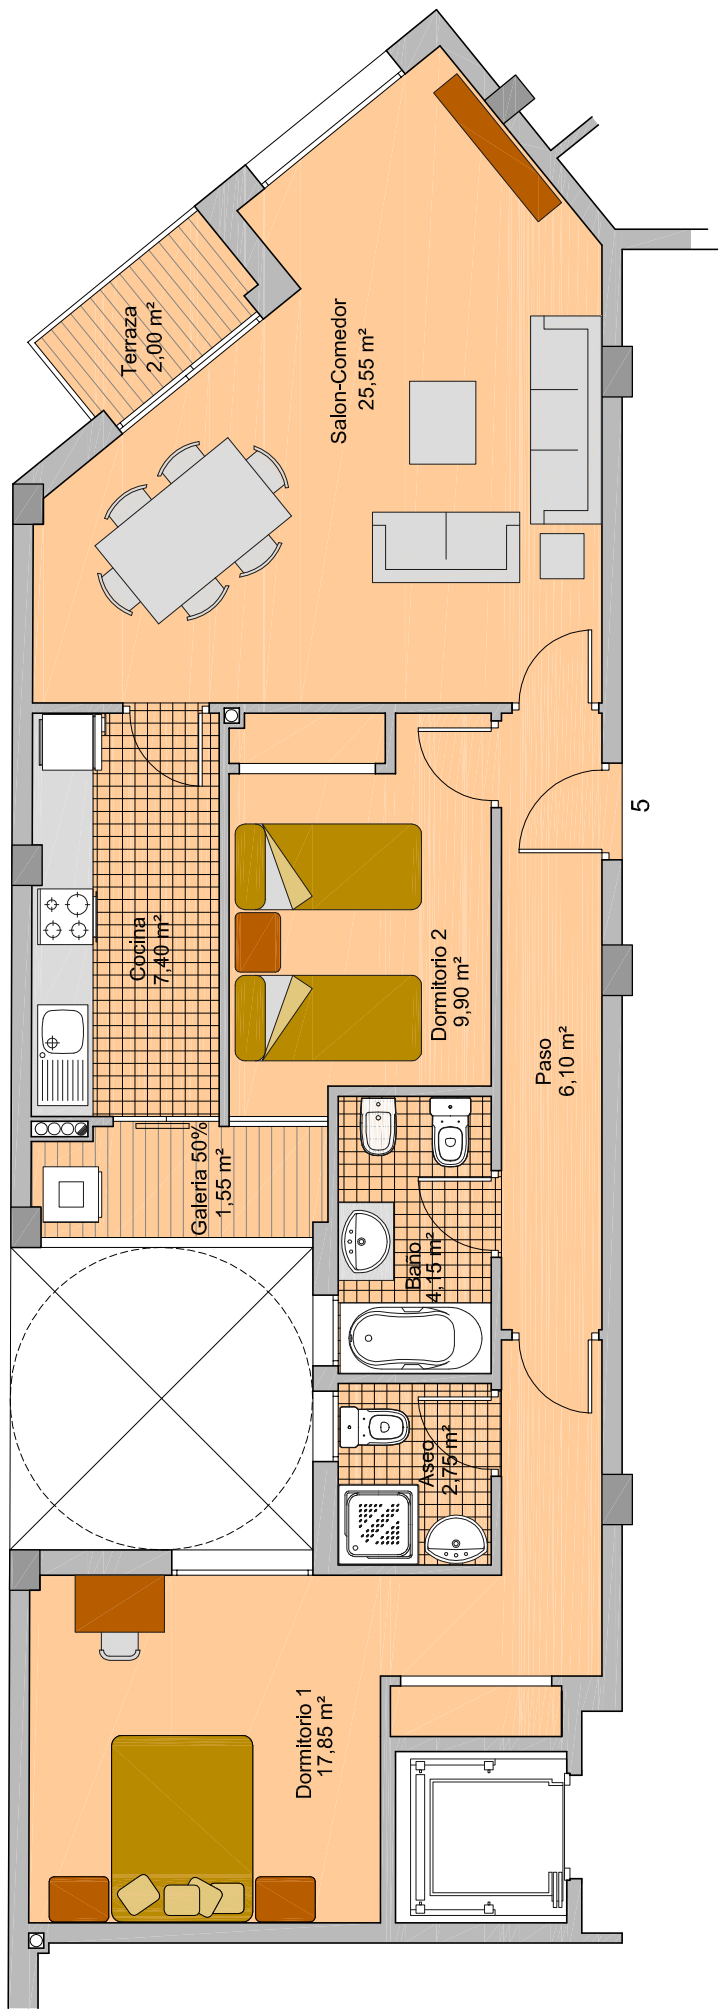 Terraza
2,00 m²
Salon-Comedor
25,55 m²
5
Cocina
7,40 m²
Dormitorio 2
9,90 m²
Paso
6,10 m²
Galeria 50%
1,55 m²
Baño
4,15 m²
Aseo
2,75 m²
Dormitorio 1
17,85 m²